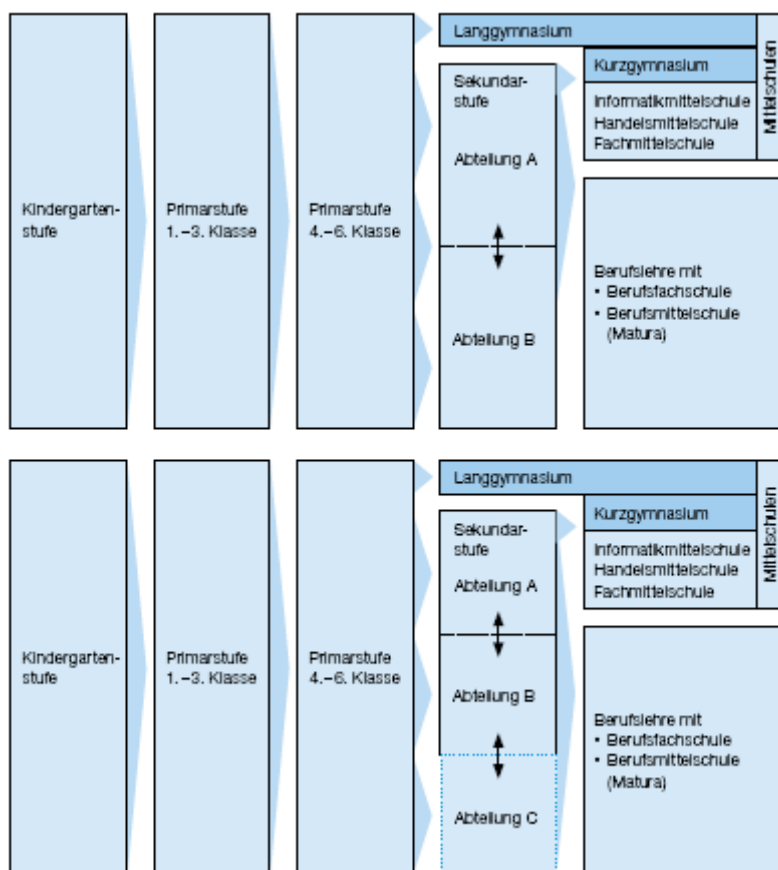 Kindergarten-
stufe
Primarstufe
1.–3. Klasse
Primarstufe
4.–6. Klasse
Langgymnasium
Sekundar-
stufe
Abteilung A
Abteilung B
Kurzgymnasium
Informatikmittelschule
Handelsmittelschule
Fachmittelschule
Mittelschulen
Berufslehre mit
• Berufsfachschule
• Berufsmittelschule
(Matura)
Kindergarten-
stufe
Primarstufe
1.–3. Klasse
Primarstufe
4.–6. Klasse
Langgymnasium
Sekundar-
stufe
Abteilung A
Abteilung B
Abteilung C
Kurzgymnasium
Informatikmittelschule
Handelsmittelschule
Fachmittelschule
Mittelschulen
Berufslehre mit
• Berufsfachschule
• Berufsmittelschule
(Matura)